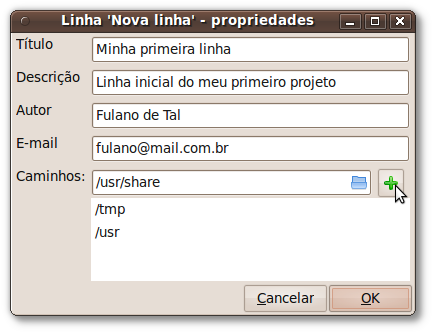 Linha 'Nova linha' - propriedades
Título
Minha primeira linha
Descrição
Linha inicial do meu primeiro projeto
Autor
Fulano de Tal
E-mail
fulano@mail.com.br
Caminhos:
/usr/share
/tmp
/usr
Cancelar
OK